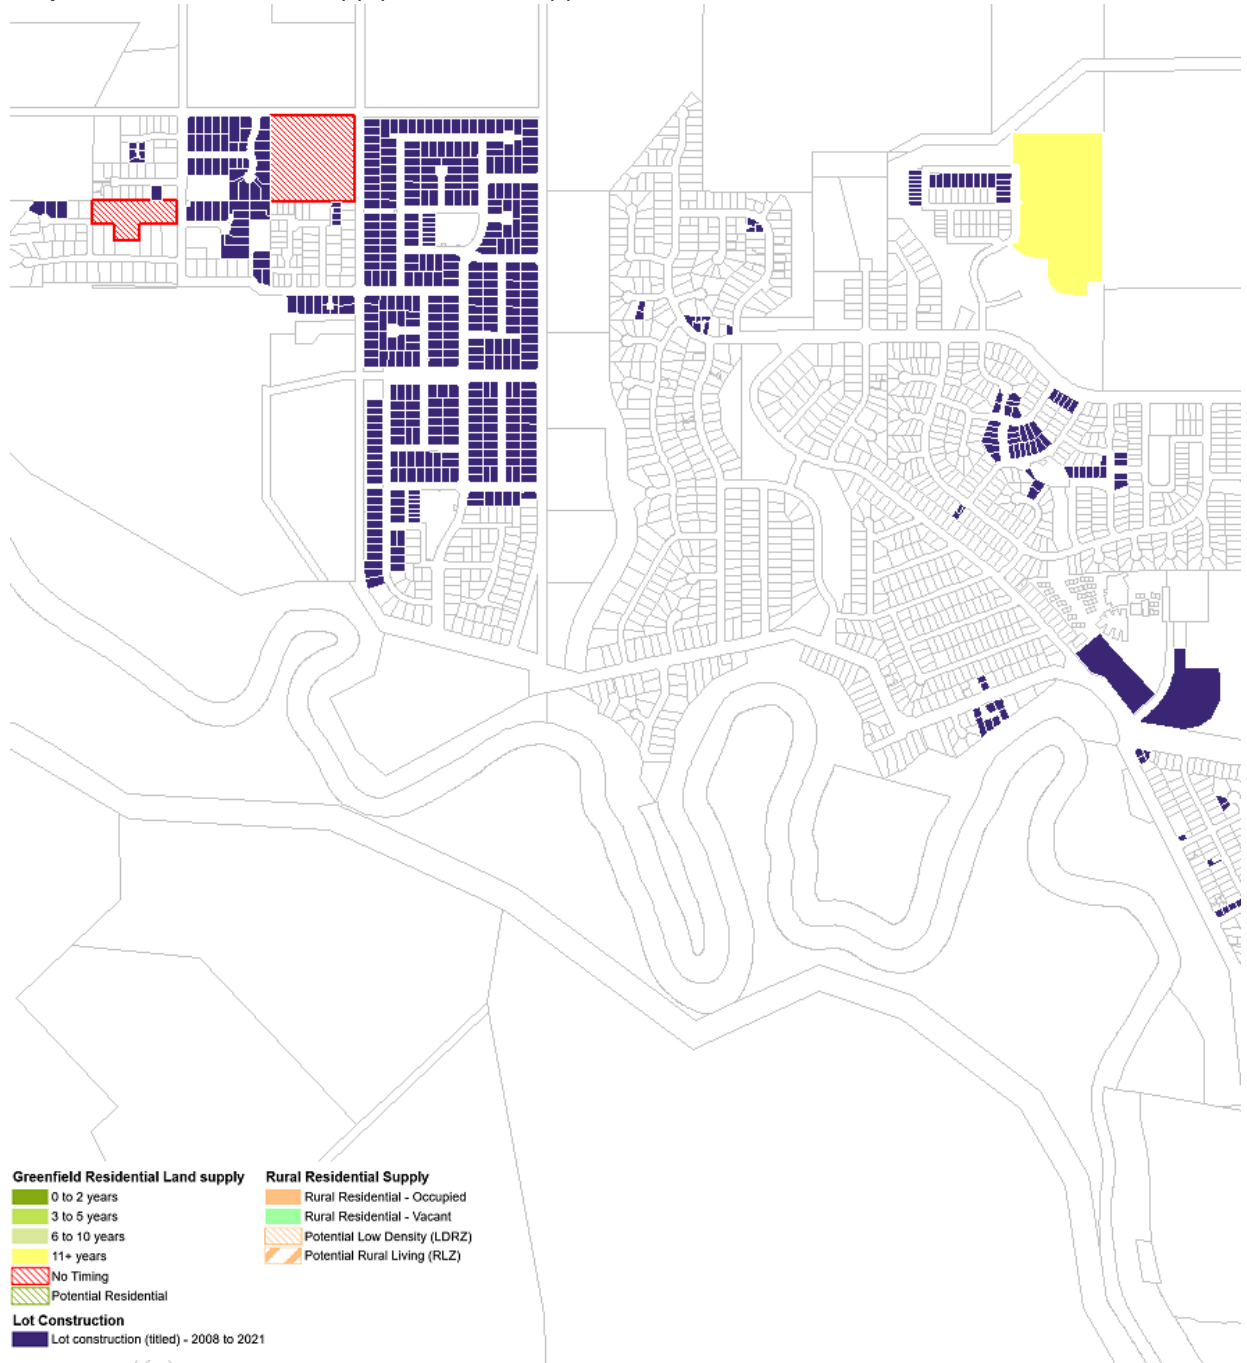 Greenfield Residential Land supply
0 to 2 years
3 to 5 years
6 to 10 years
11+ years
No Timing
Potential Residential
Lot Construction
Lot construction (titled) - 2008 to 2021
Rural Residential Supply
Rural Residential - Occupied
Rural Residential - Vacant
Potential Low Density (LDRZ)
Potential Rural Living (RLZ)